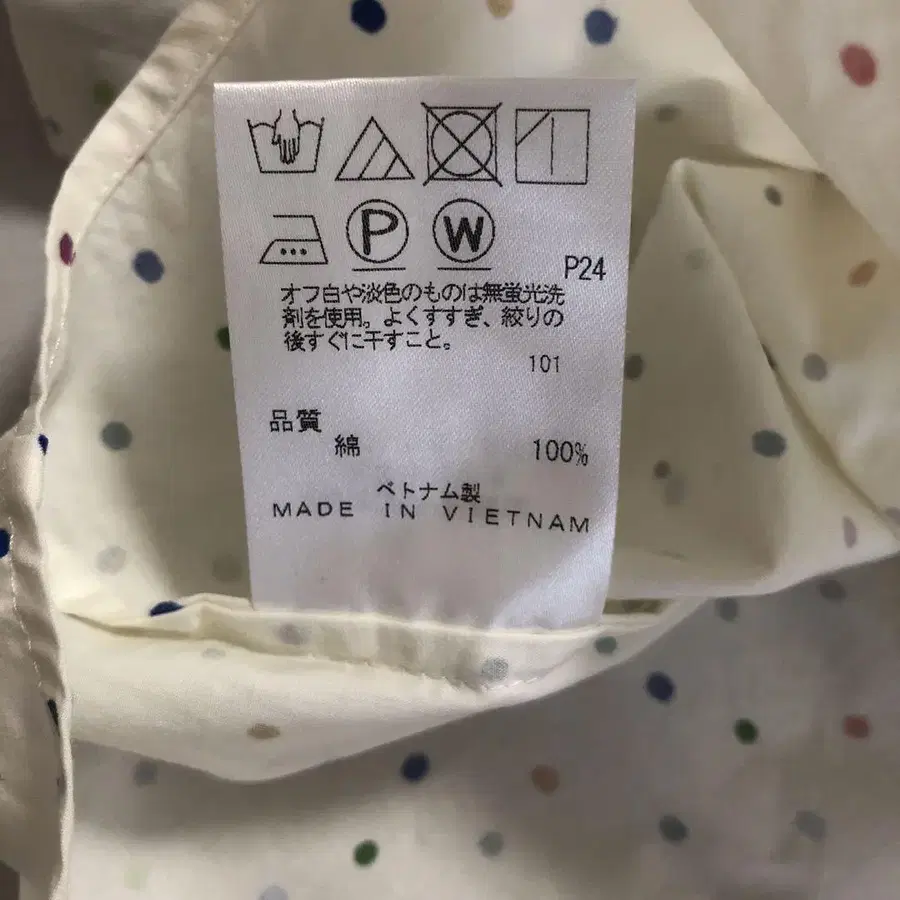 P W
P24
オフ白や淡色のものは無蛍光洗
剤を使用。よくすすぎ、絞りの
後すぐに干すこと。
101
品質
綿 100%
ベトナム製
MADE IN VIETNAM